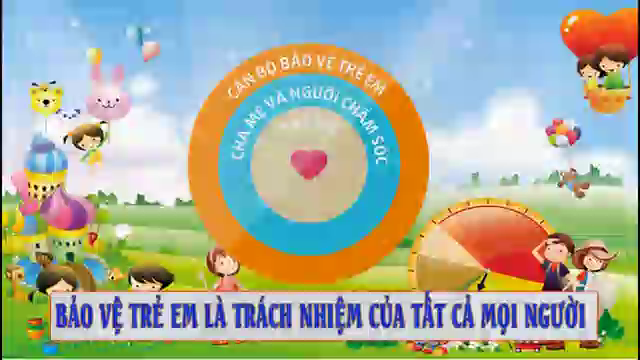 CÁN BỘ BẢO VỆ TRẺ EM
CHA MẸ VÀ NGƯỜI CHĂM SÓC
BẢO VỆ TRẺ EM LÀ TRÁCH NHIỆM CỦA TẤT CẢ MỌI NGƯỜI